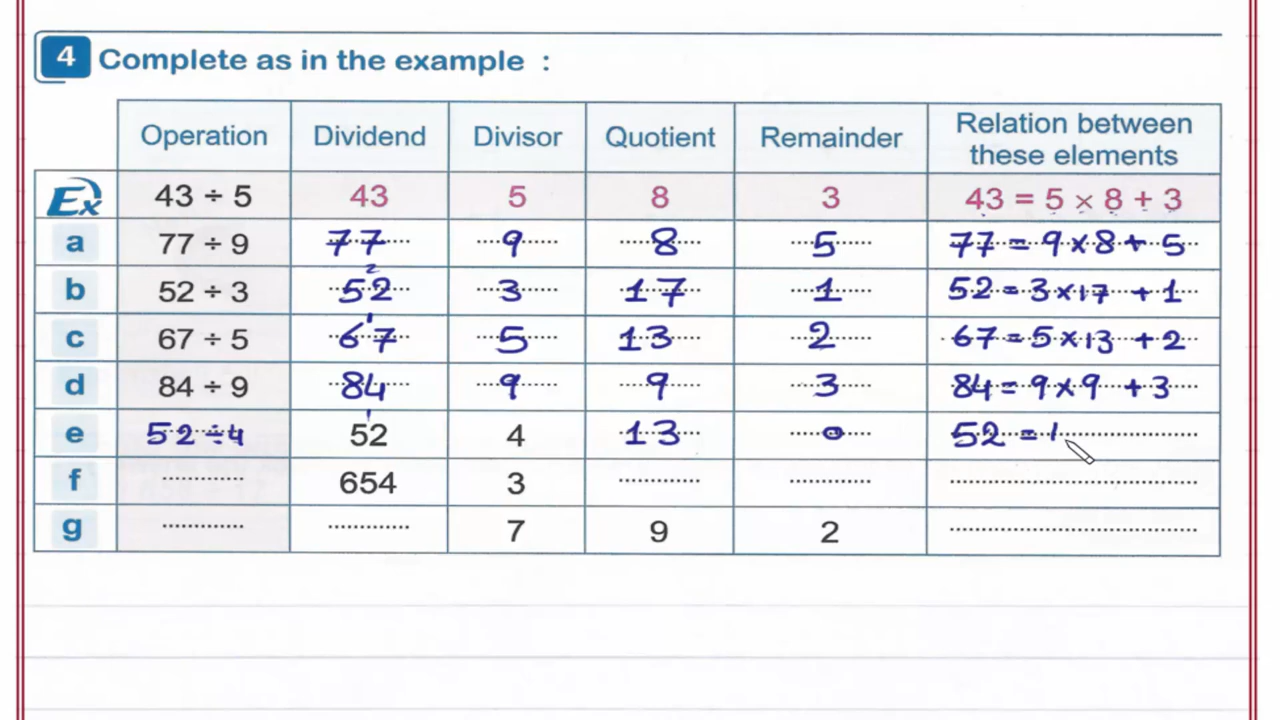 4 Complete as in the example :
Operation Dividend Divisor Quotient Remainder Relation between these elements
Ex 43 ÷ 5 43 5 8 3 43 = 5 × 8 + 3
a 77 ÷ 9 77 9 8 5 77 = 9 × 8 + 5
b 52 ÷ 3 52 3 17 1 52 = 3 × 17 + 1
c 67 ÷ 5 67 5 13 2 67 = 5 × 13 + 2
d 84 ÷ 9 84 9 9 3 84 = 9 × 9 + 3
e 52 ÷ 4 52 4 13 0 52 = 1
f 654 3
g 7 9 2